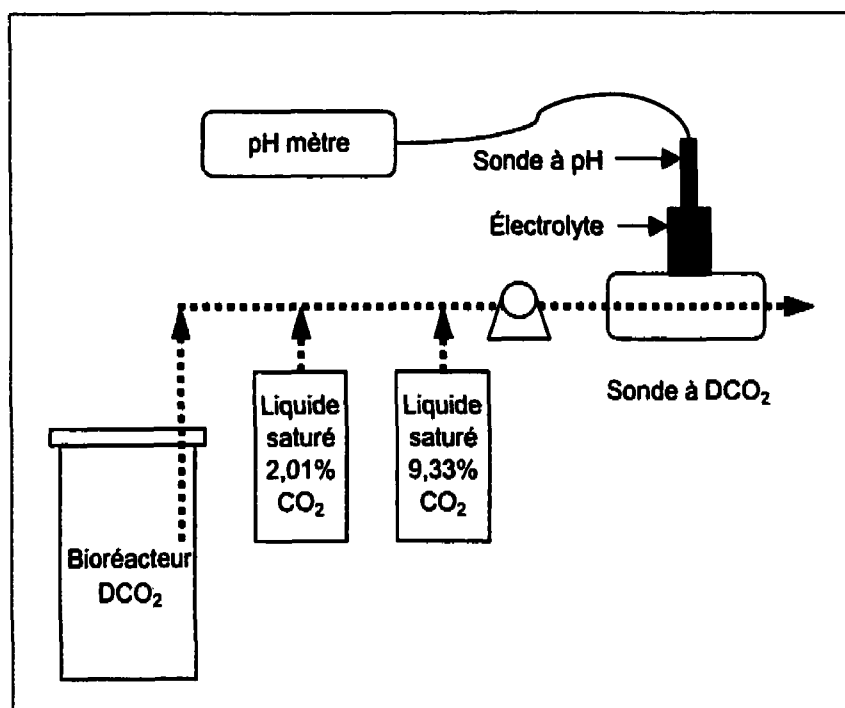 pH mètre
Sonde à pH
Électrolyte
Sonde à DCO₂
Liquide
saturé
2,01%
CO₂
Liquide
saturé
9,33%
CO₂
Bioréacteur
DCO₂